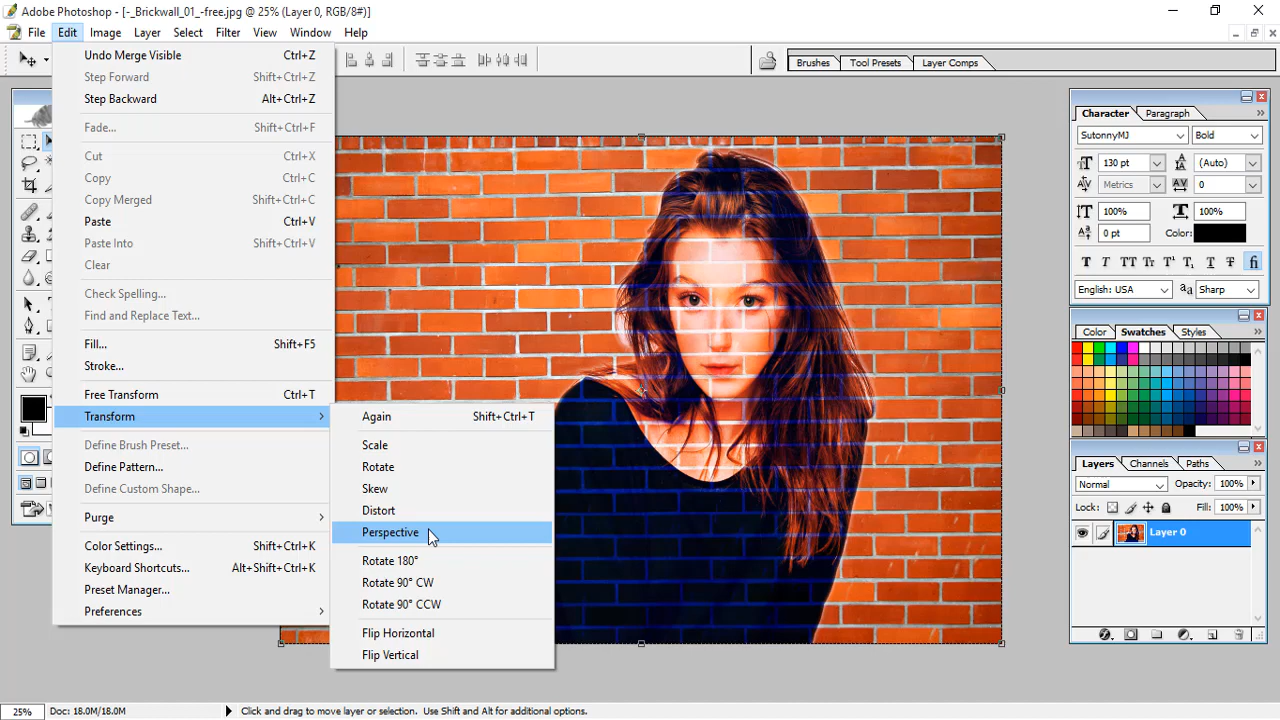 Adobe Photoshop - [-_Brickwall_01_-free.jpg @ 25% (Layer 0, RGB/8#)]
File Edit Image Layer Select Filter View Window Help
Brushes Tool Presets Layer Comps
Undo Merge Visible Ctrl+Z
Step Forward Shift+Ctrl+Z
Step Backward Alt+Ctrl+Z
Fade... Shift+Ctrl+F
Cut Ctrl+X
Copy Ctrl+C
Copy Merged Shift+Ctrl+C
Paste Ctrl+V
Paste Into Shift+Ctrl+V
Clear
Check Spelling...
Find and Replace Text...
Fill... Shift+F5
Stroke...
Free Transform Ctrl+T
Transform
Define Brush Preset...
Define Pattern...
Define Custom Shape...
Purge
Color Settings... Shift+Ctrl+K
Keyboard Shortcuts... Alt+Shift+Ctrl+K
Preset Manager...
Preferences
Again Shift+Ctrl+T
Scale
Rotate
Skew
Distort
Perspective
Rotate 180°
Rotate 90° CW
Rotate 90° CCW
Flip Horizontal
Flip Vertical
Character Paragraph
SutonnyMJ Bold
130 pt (Auto)
Metrics 0
100% 100%
0 pt Color:
T T TT Tr T¹ T₁ T T fi
English: USA aa Sharp
Color Swatches Styles
Layers Channels Paths
Normal Opacity: 100%
Lock: Fill: 100%
Layer 0
25% Doc: 18.0M/18.0M Click and drag to move layer or selection. Use Shift and Alt for additional options.